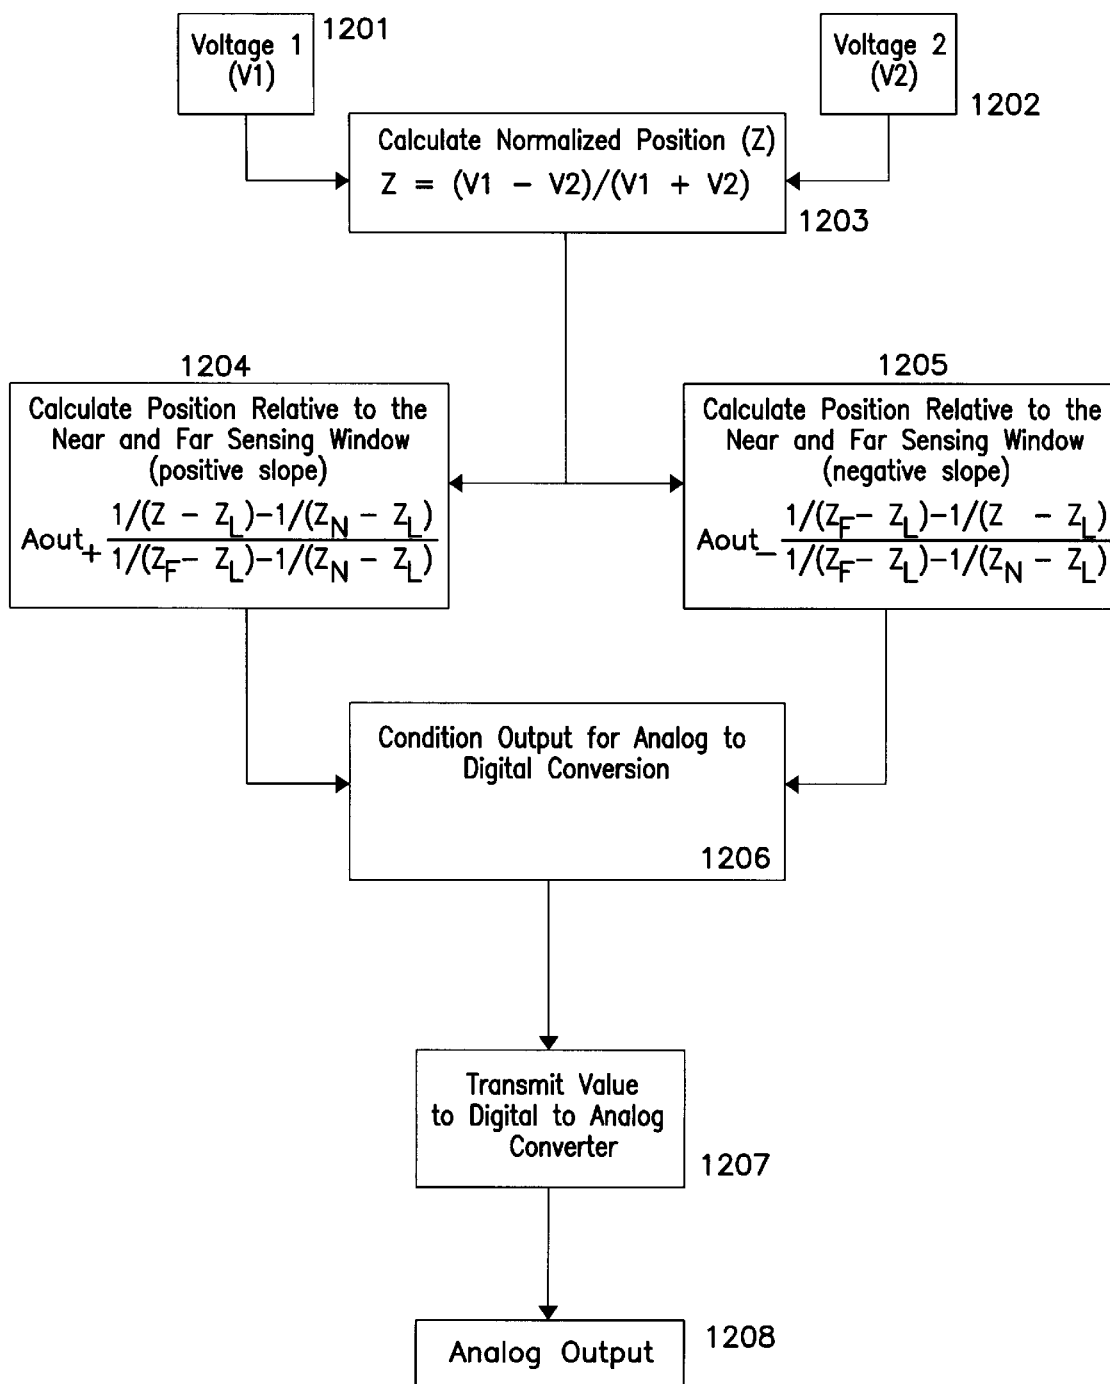 Voltage 1
(V1)
1201
Voltage 2
(V2)
1202
Calculate Normalized Position (Z)
Z = (V1 - V2)/(V1 + V2)
1203
1204
Calculate Position Relative to the
Near and Far Sensing Window
(positive slope)
Aout+ 1/(Z - ZL)-1/(ZN - ZL)
1/(ZF- ZL)-1/(ZN - ZL)
1205
Calculate Position Relative to the
Near and Far Sensing Window
(negative slope)
Aout- 1/(ZF- ZL)-1/(Z - ZL)
1/(ZF- ZL)-1/(ZN - ZL)
Condition Output for Analog to
Digital Conversion
1206
Transmit Value
to Digital to Analog
Converter
1207
Analog Output
1208